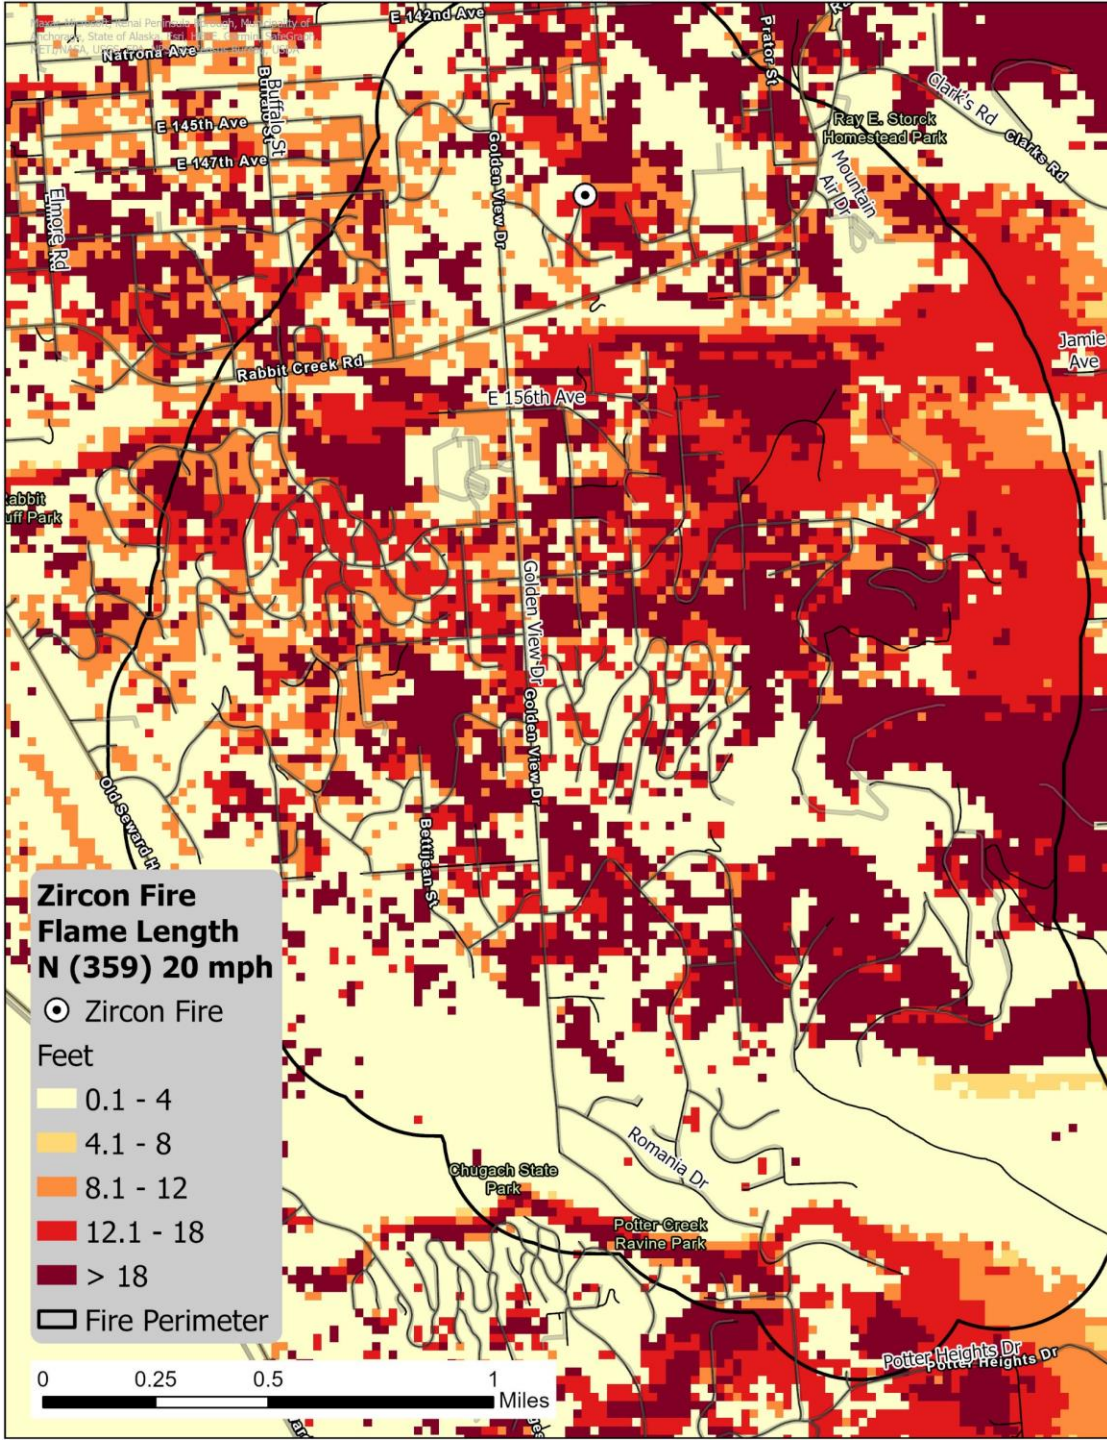 E 142nd Ave
Natrona Ave
Buffalo St
E 145th Ave
E 147th Ave
Elmore Rd
Golden View Dr
Prator St
Clark's Rd
Clarks Rd
Ray E. Storck
Homestead Park
Mountain
Air Dr
Rabbit Creek Rd
Jamie
Ave
E 156th Ave
Rabbit
uff Park
Golden View Dr
Golden View Dr
Old Seward H
Bettijean St
Zircon Fire
Flame Length
N (359) 20 mph
Zircon Fire
Feet
0.1 - 4
4.1 - 8
8.1 - 12
12.1 - 18
> 18
Fire Perimeter
Romania Dr
Chugach State
Park
Potter Creek
Ravine Park
Potter Heights Dr
Potter Heights Dr
0 0.25 0.5 1
Miles